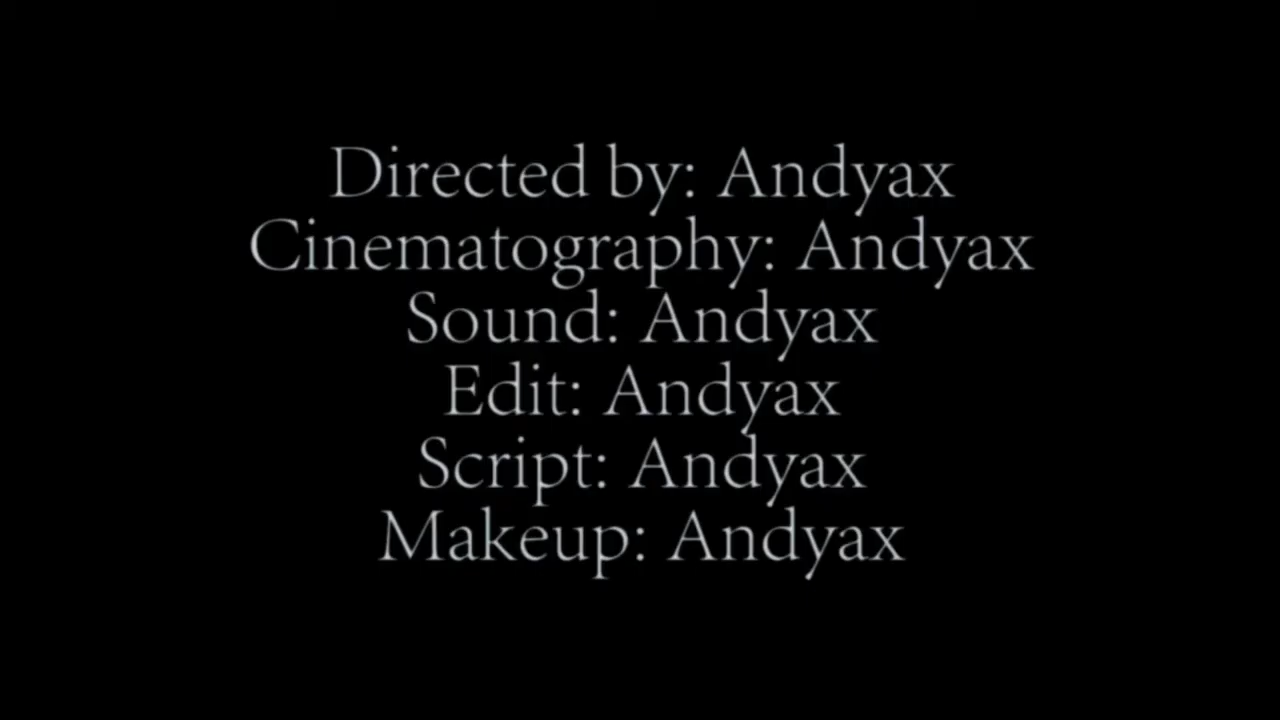 Directed by: Andyax
Cinematography: Andyax
Sound: Andyax
Edit: Andyax
Script: Andyax
Makeup: Andyax